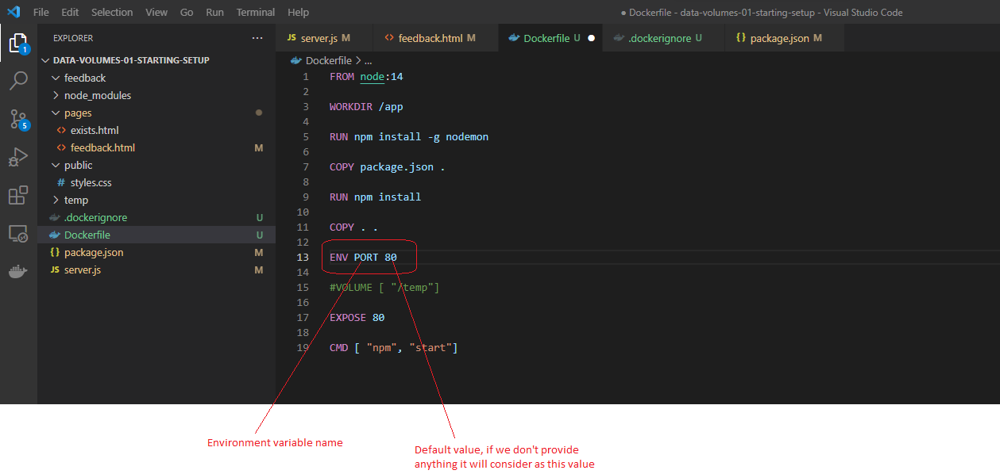 File Edit Selection View Go Run Terminal Help
● Dockerfile - data-volumes-01-starting-setup - Visual Studio Code
EXPLORER
DATA-VOLUMES-01-STARTING-SETUP
feedback
node_modules
pages
exists.html
feedback.html M
public
# styles.css
temp
.dockerignore U
Dockerfile U
{} package.json M
JS server.js M
1
5
JS server.js M
<> feedback.html M
Dockerfile U
.dockerignore U
{} package.json M
Dockerfile > ...
1 FROM node:14
2
3 WORKDIR /app
4
5 RUN npm install -g nodemon
6
7 COPY package.json .
8
9 RUN npm install
10
11 COPY . .
12
13 ENV PORT 80
14
15 #VOLUME [ "/temp"]
16
17 EXPOSE 80
18
19 CMD [ "npm", "start"]
Environment variable name
Default value, if we don't provide
anything it will consider as this value